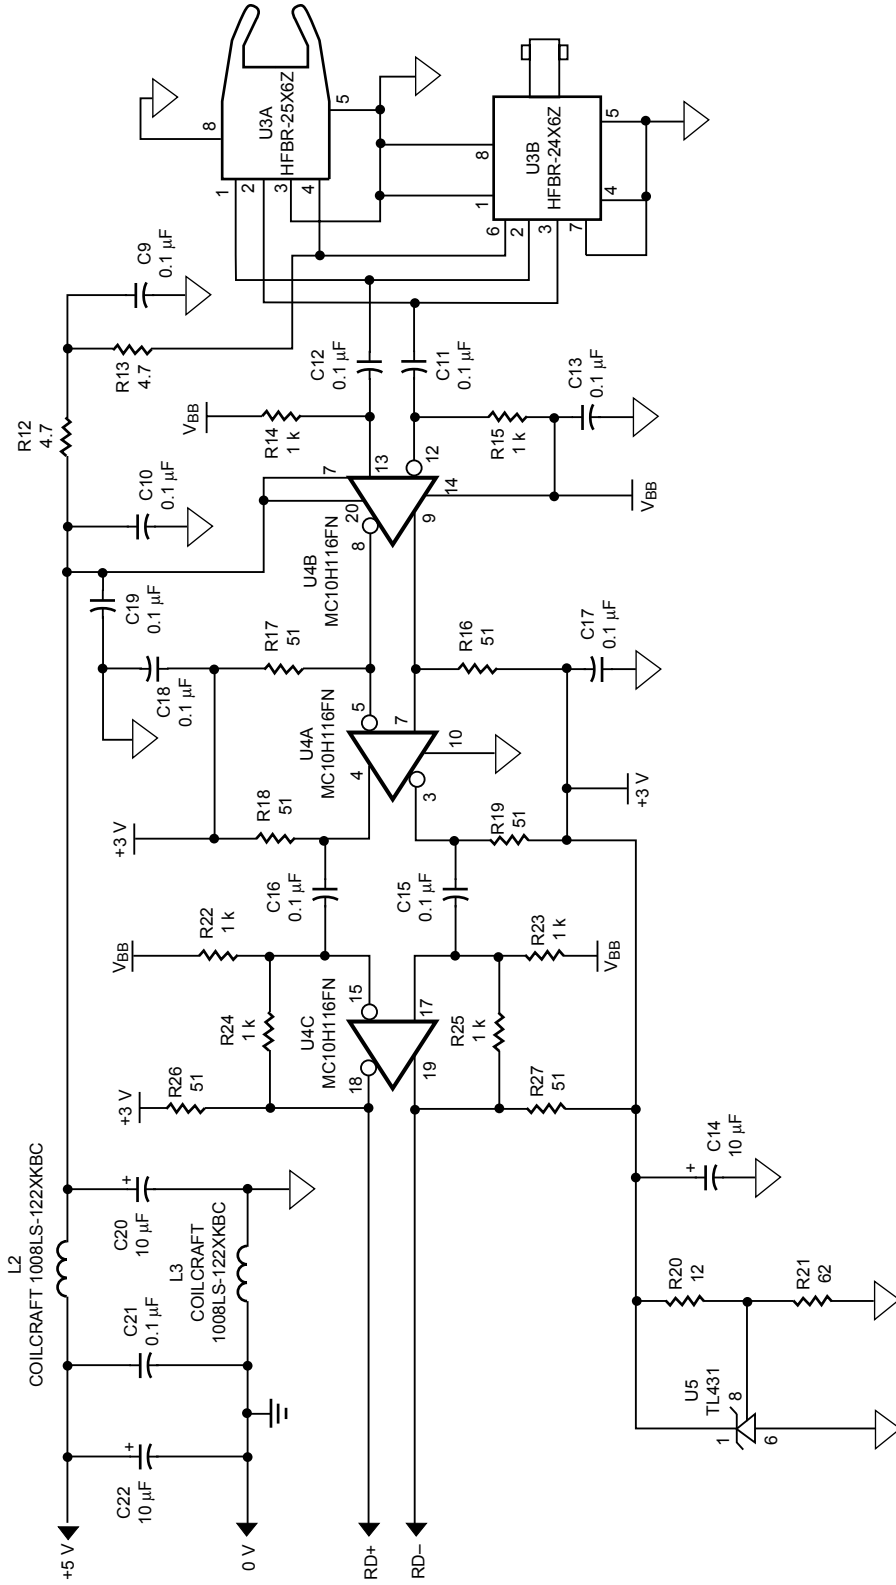 8
U3A
HFBR-25X6Z
5
1
2
3
4
U3B
HFBR-24X6Z
8
1
5
4
6
2
3
7
C9
0.1 µF
R13
4.7
R12
4.7
C12
0.1 µF
C11
0.1 µF
C13
0.1 µF
VBB
R14
1 k
R15
1 k
VBB
C10
0.1 µF
7
20
13
12
14
8
9
U4B
MC10H116FN
C19
0.1 µF
C18
0.1 µF
R17
51
R16
51
C17
0.1 µF
5
7
U4A
MC10H116FN
4
10
3
+3 V
R18
51
R19
51
+3 V
C16
0.1 µF
C15
0.1 µF
VBB
R22
1 k
R23
1 k
VBB
R24
1 k
R25
1 k
U4C
MC10H116FN
15
17
18
19
+3 V
R26
51
R27
51
L2
COILCRAFT 1008LS-122XKBC
C20
10 µF
+
L3
COILCRAFT
1008LS-122XKBC
C21
0.1 µF
C22
10 µF
+
C14
10 µF
+
R20
12
R21
62
U5
TL431
1
8
6
+5 V
0 V
RD+
RD–